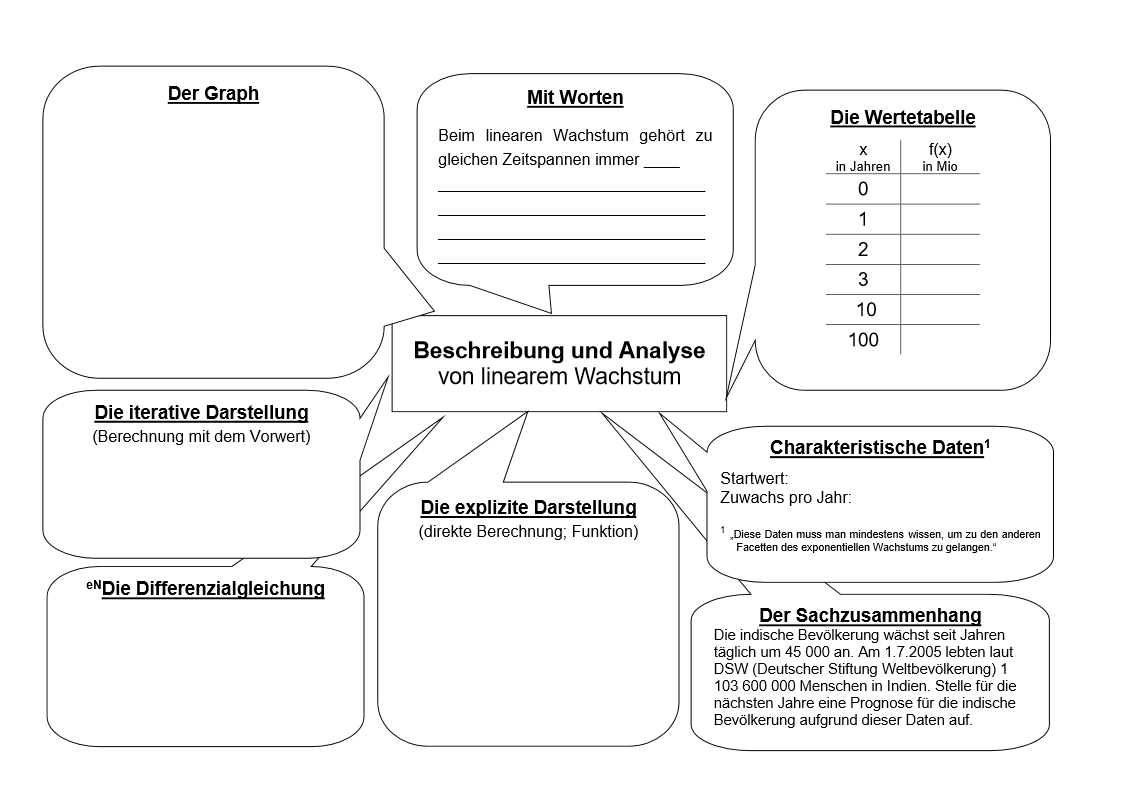 Der Graph
Mit Worten
Beim linearen Wachstum gehört zu
gleichen Zeitspannen immer ____
Die Wertetabelle
x f(x)
in Jahren in Mio
0
1
2
3
10
100
Beschreibung und Analyse
von linearem Wachstum
Die iterative Darstellung
(Berechnung mit dem Vorwert)
Die explizite Darstellung
(direkte Berechnung; Funktion)
Charakteristische Daten¹
Startwert:
Zuwachs pro Jahr:
¹ „Diese Daten muss man mindestens wissen, um zu den anderen
Facetten des exponentiellen Wachstums zu gelangen.“
eNDie Differenzialgleichung
Der Sachzusammenhang
Die indische Bevölkerung wächst seit Jahren
täglich um 45 000 an. Am 1.7.2005 lebten laut
DSW (Deutscher Stiftung Weltbevölkerung) 1
103 600 000 Menschen in Indien. Stelle für die
nächsten Jahre eine Prognose für die indische
Bevölkerung aufgrund dieser Daten auf.